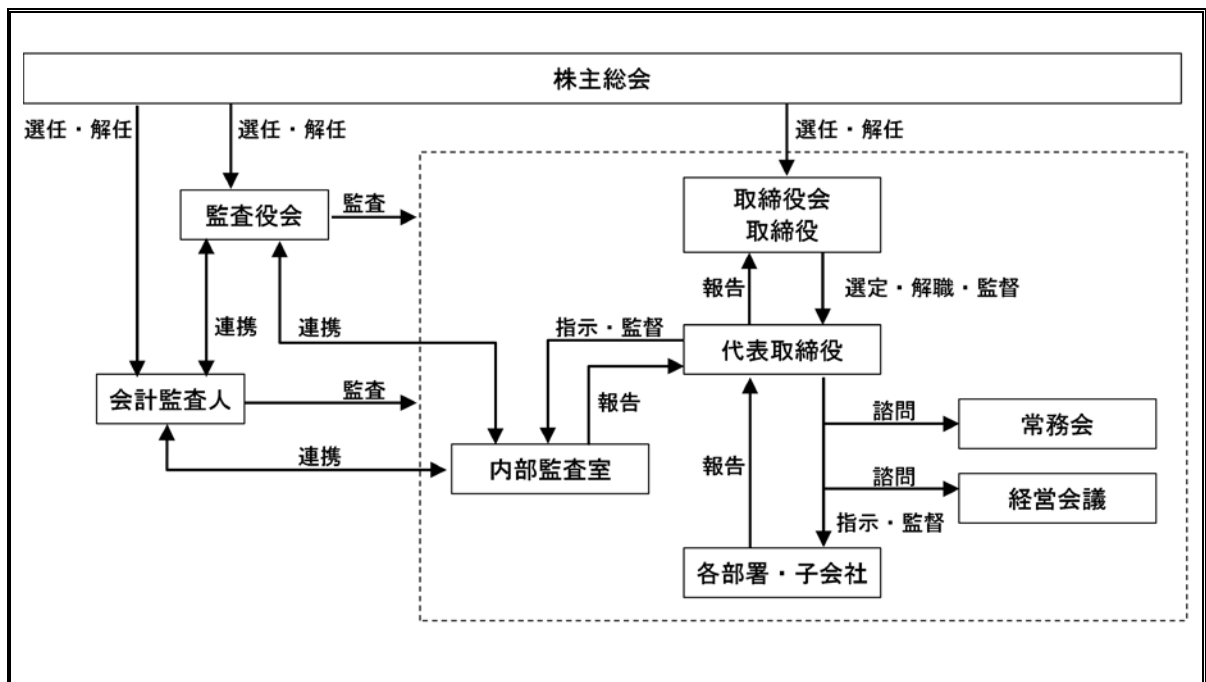 株主総会
選任・解任
選任・解任
選任・解任
監査役会
監査
取締役会
取締役
報告
選定・解職・監督
連携
連携
指示・監督
代表取締役
会計監査人
監査
報告
諮問
常務会
連携
内部監査室
報告
諮問
経営会議
指示・監督
各部署・子会社